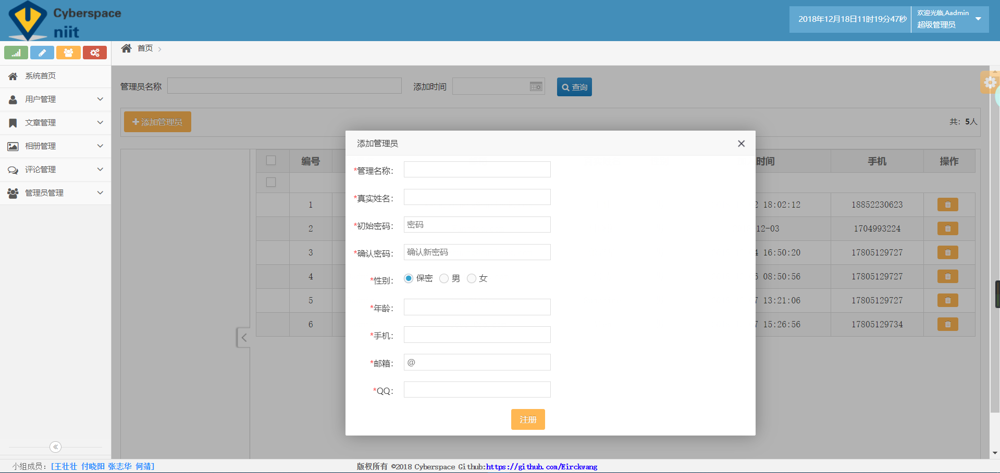 Cyberspace
niit
2018年12月18日11时19分47秒
欢迎光临,Aadmin
超级管理员
首页
系统首页
用户管理
文章管理
相册管理
评论管理
管理员管理
管理员名称
添加时间
查询
添加管理员
共：5人
编号
时间 手机 操作
1 18:02:12 18852230623
2 12-03 1704993224
3 16:50:20 17805129727
4 08:50:56 17805129727
5 13:21:06 17805129727
6 15:26:56 17805129734
添加管理员
*管理名称：
*真实姓名：
*初始密码： 密码
*确认密码： 确认新密码
*性别： 保密 男 女
*年龄：
*手机：
*邮箱： @
*QQ：
注册
小组成员：[王壮壮 付晓阳 张志华 何靖]
版权所有 ©2018 Cyberspace Github:https://github.com/Eirckwang